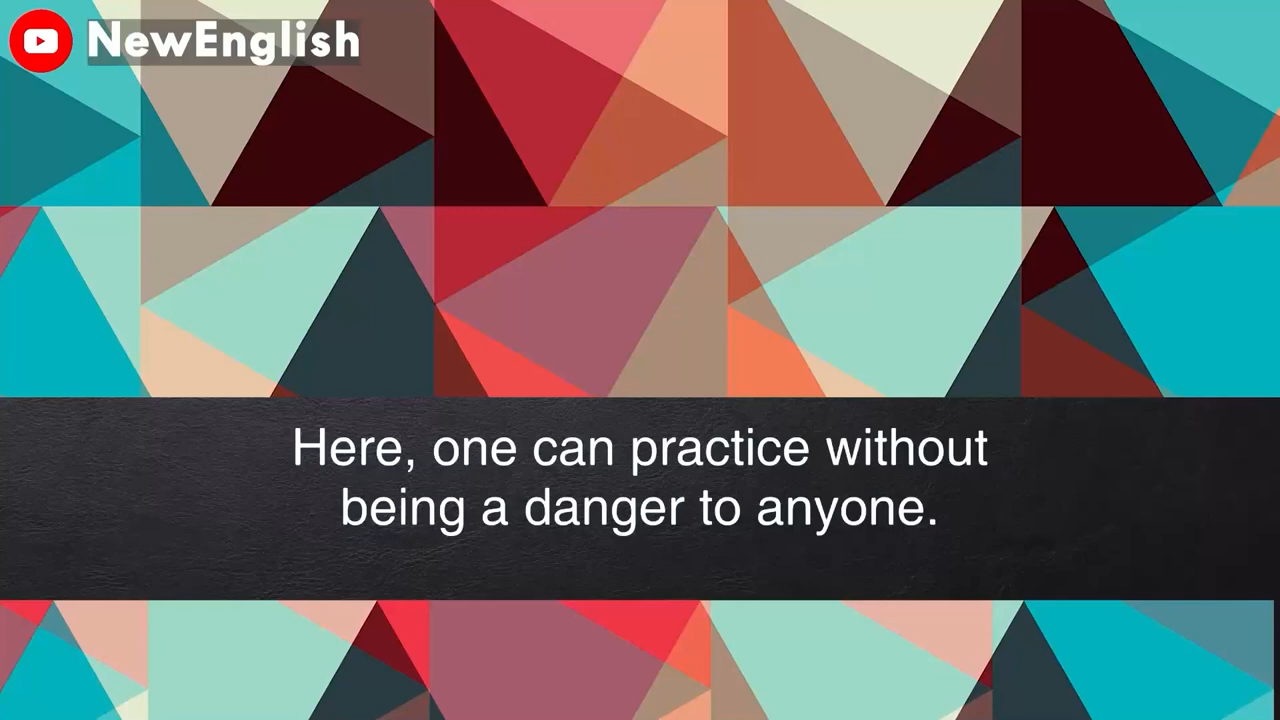 NewEnglish
Here, one can practice without
being a danger to anyone.